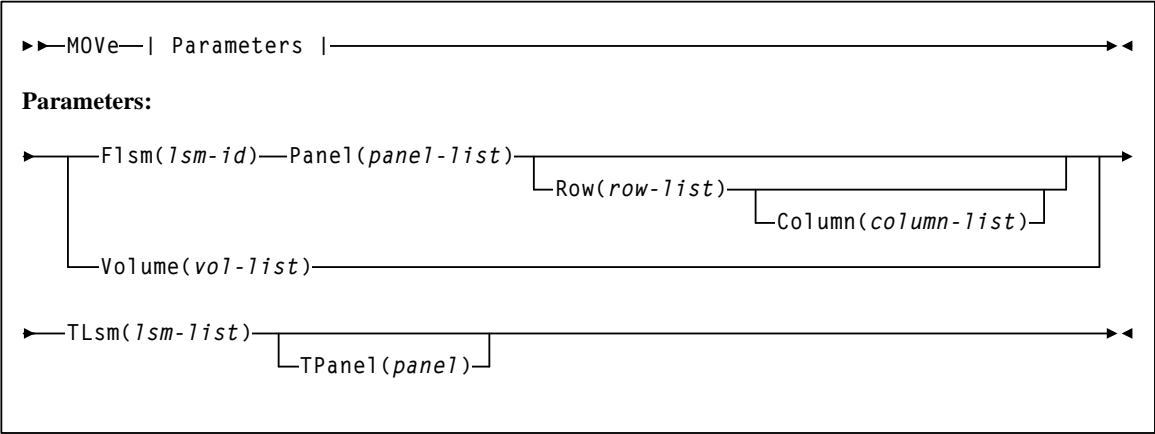 MOVe | Parameters |
Parameters:
Flsm(lsm-id) Panel(panel-list)
Row(row-list)
Column(column-list)
Volume(vol-list)
TLsm(lsm-list)
TPanel(panel)